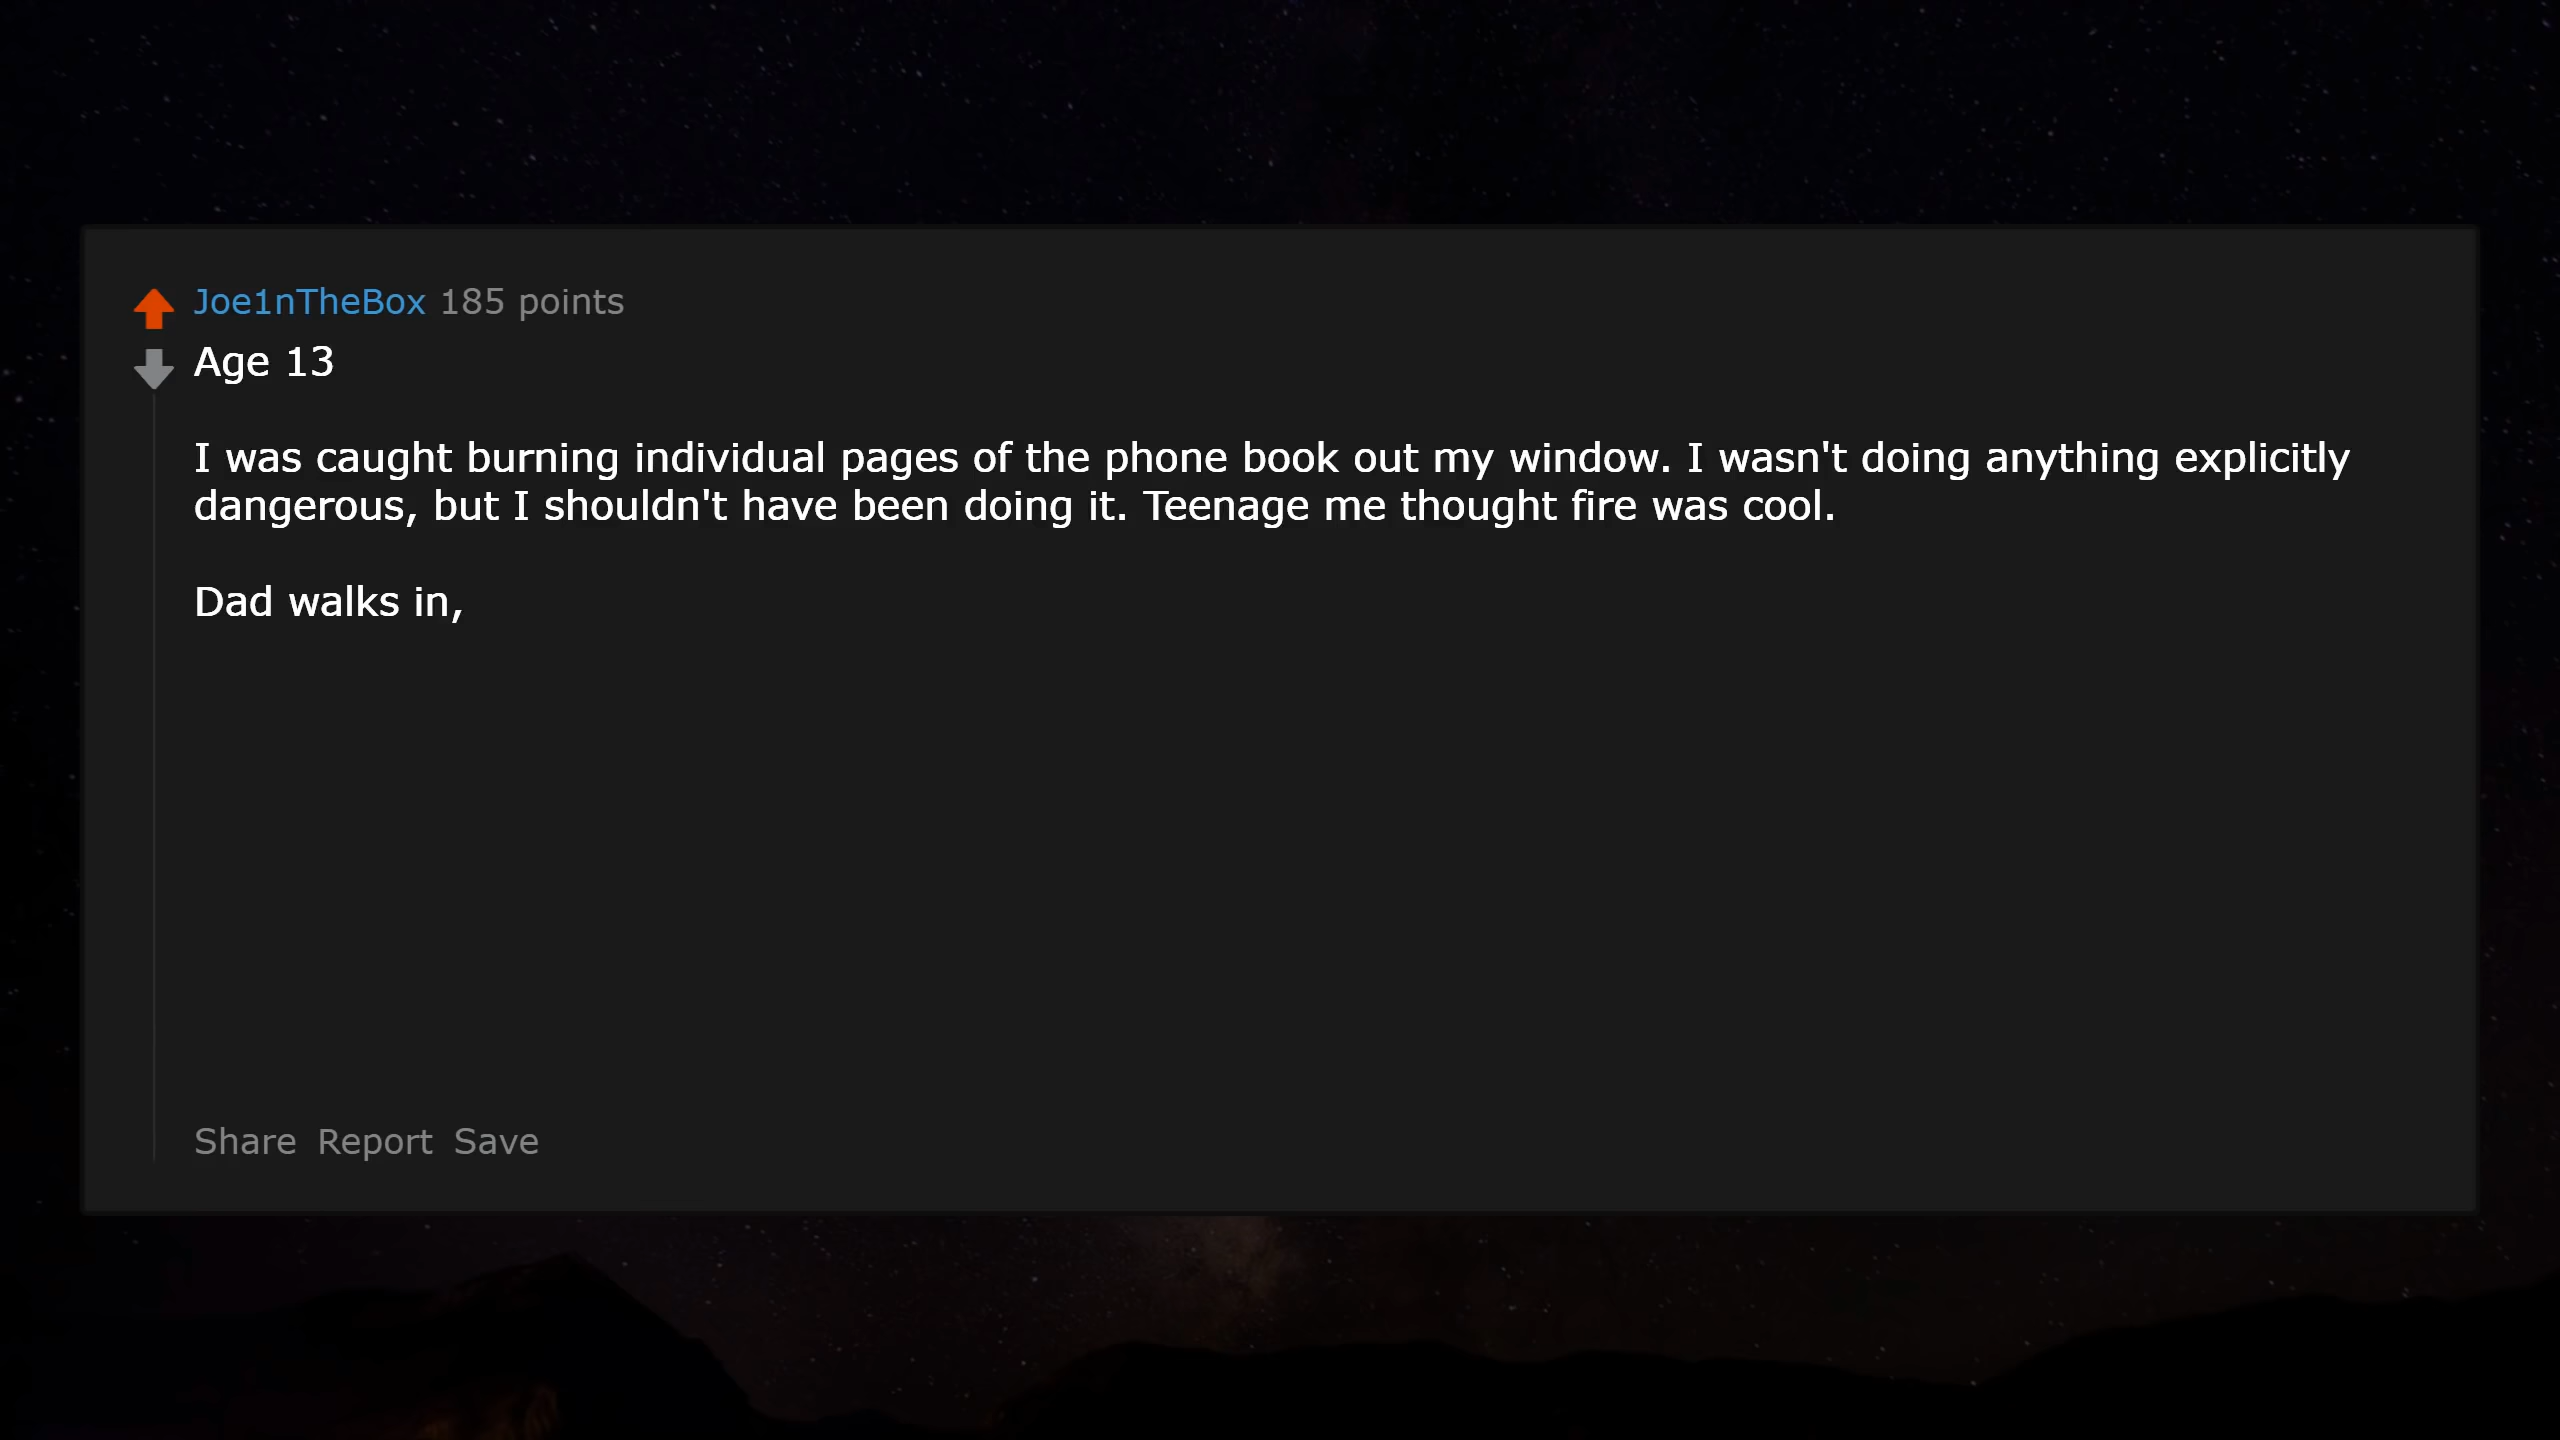 Joe1nTheBox 185 points
Age 13
I was caught burning individual pages of the phone book out my window. I wasn't doing anything explicitly
dangerous, but I shouldn't have been doing it. Teenage me thought fire was cool.
Dad walks in,
Share Report Save